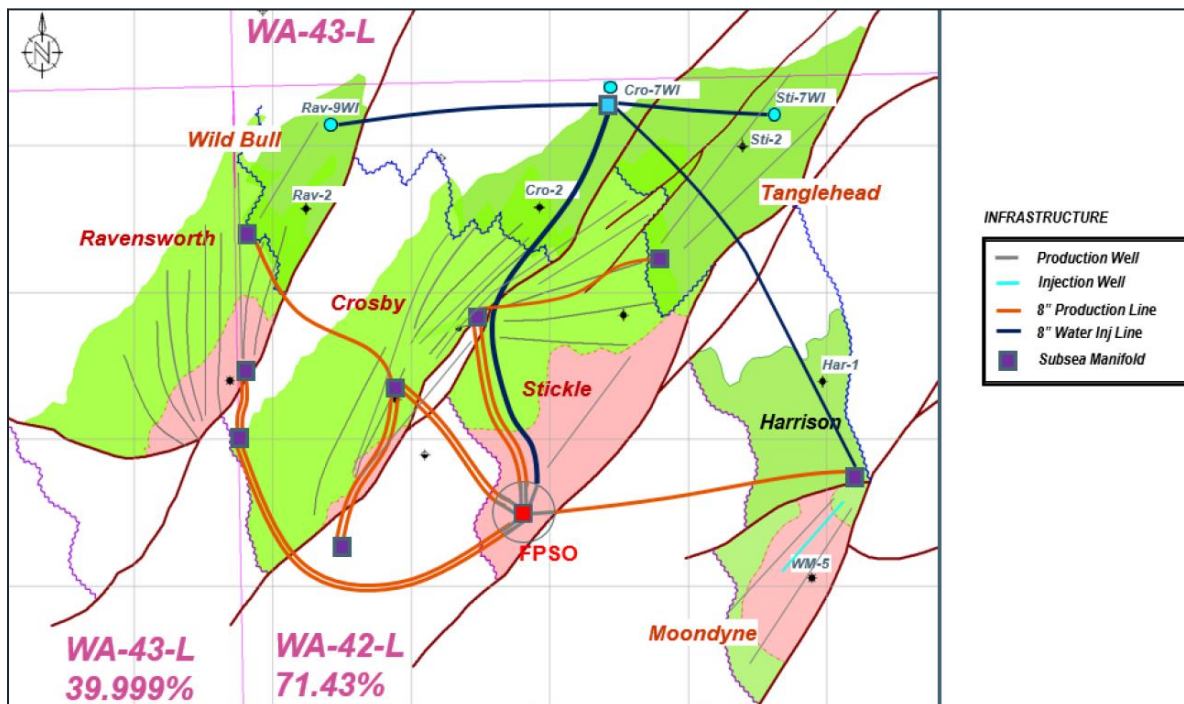 N
WA-43-L
Cro-7WI
Rav-9WI
Sti-7WI
Wild Bull
Sti-2
Rav-2
Cro-2
Tanglehead
INFRASTRUCTURE
Ravensworth
Production Well
Injection Well
Crosby
8" Production Line
8" Water Inj Line
Subsea Manifold
Har-1
Stickle
Harrison
FPSO
WM-5
Moondyne
WA-43-L
39.999%
WA-42-L
71.43%